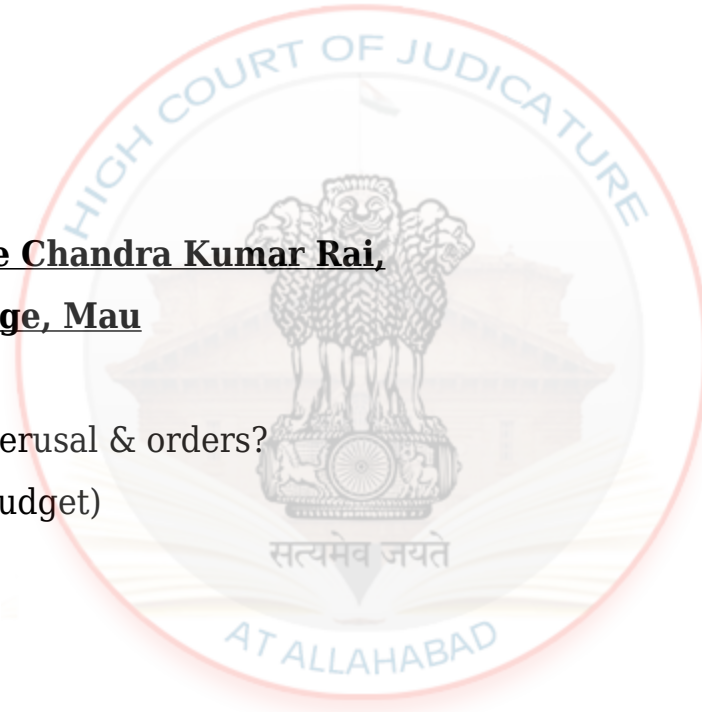 HIGH COURT OF JUDICATURE
e Chandra Kumar Rai,
ge, Mau
erusal & orders?
udget)
सत्यमेव जयते
AT ALLAHABAD